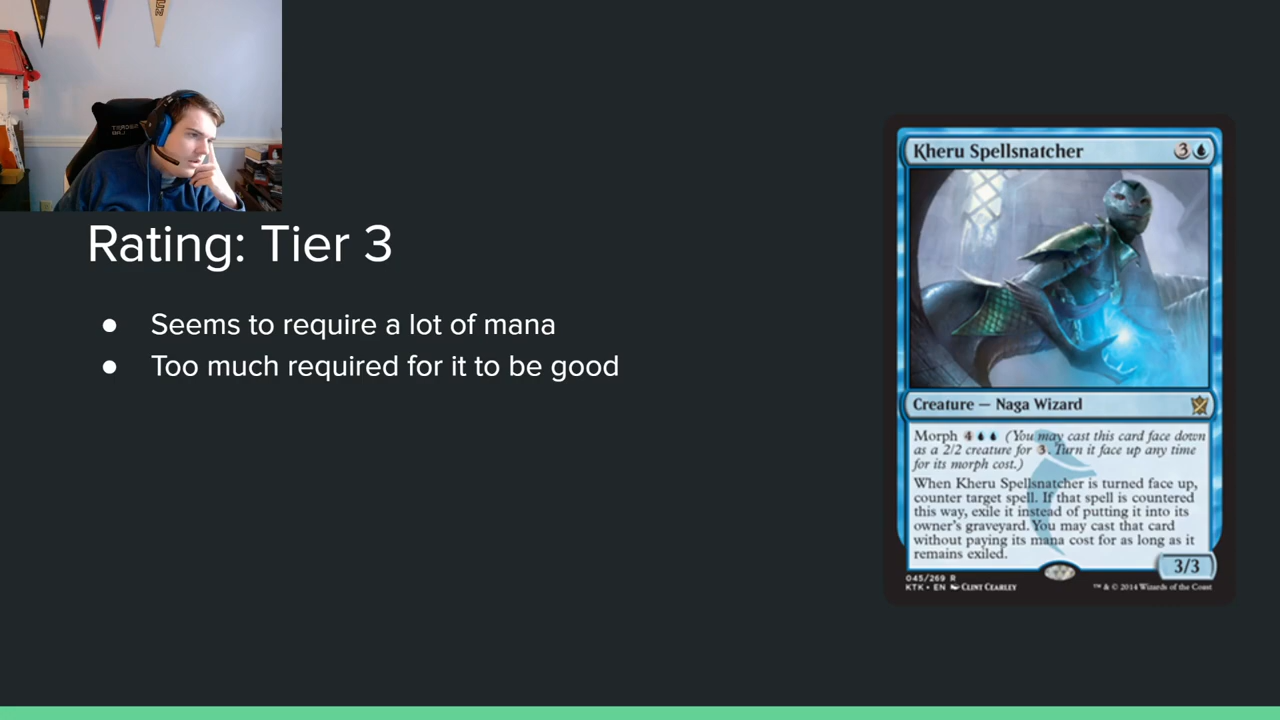 Rating: Tier 3
● Seems to require a lot of mana
● Too much required for it to be good
Kheru Spellsnatcher 3
Creature — Naga Wizard
Morph 4 (You may cast this card face down
as a 2/2 creature for 3. Turn it face up any time
for its morph cost.)
When Kheru Spellsnatcher is turned face up,
counter target spell. If that spell is countered
this way, exile it instead of putting it into its
owner's graveyard. You may cast that card
without paying its mana cost for as long as it
remains exiled.
3/3
045/269 R
KTK • EN CLINT CEARLEY
™ & © 2014 Wizards of the Coast